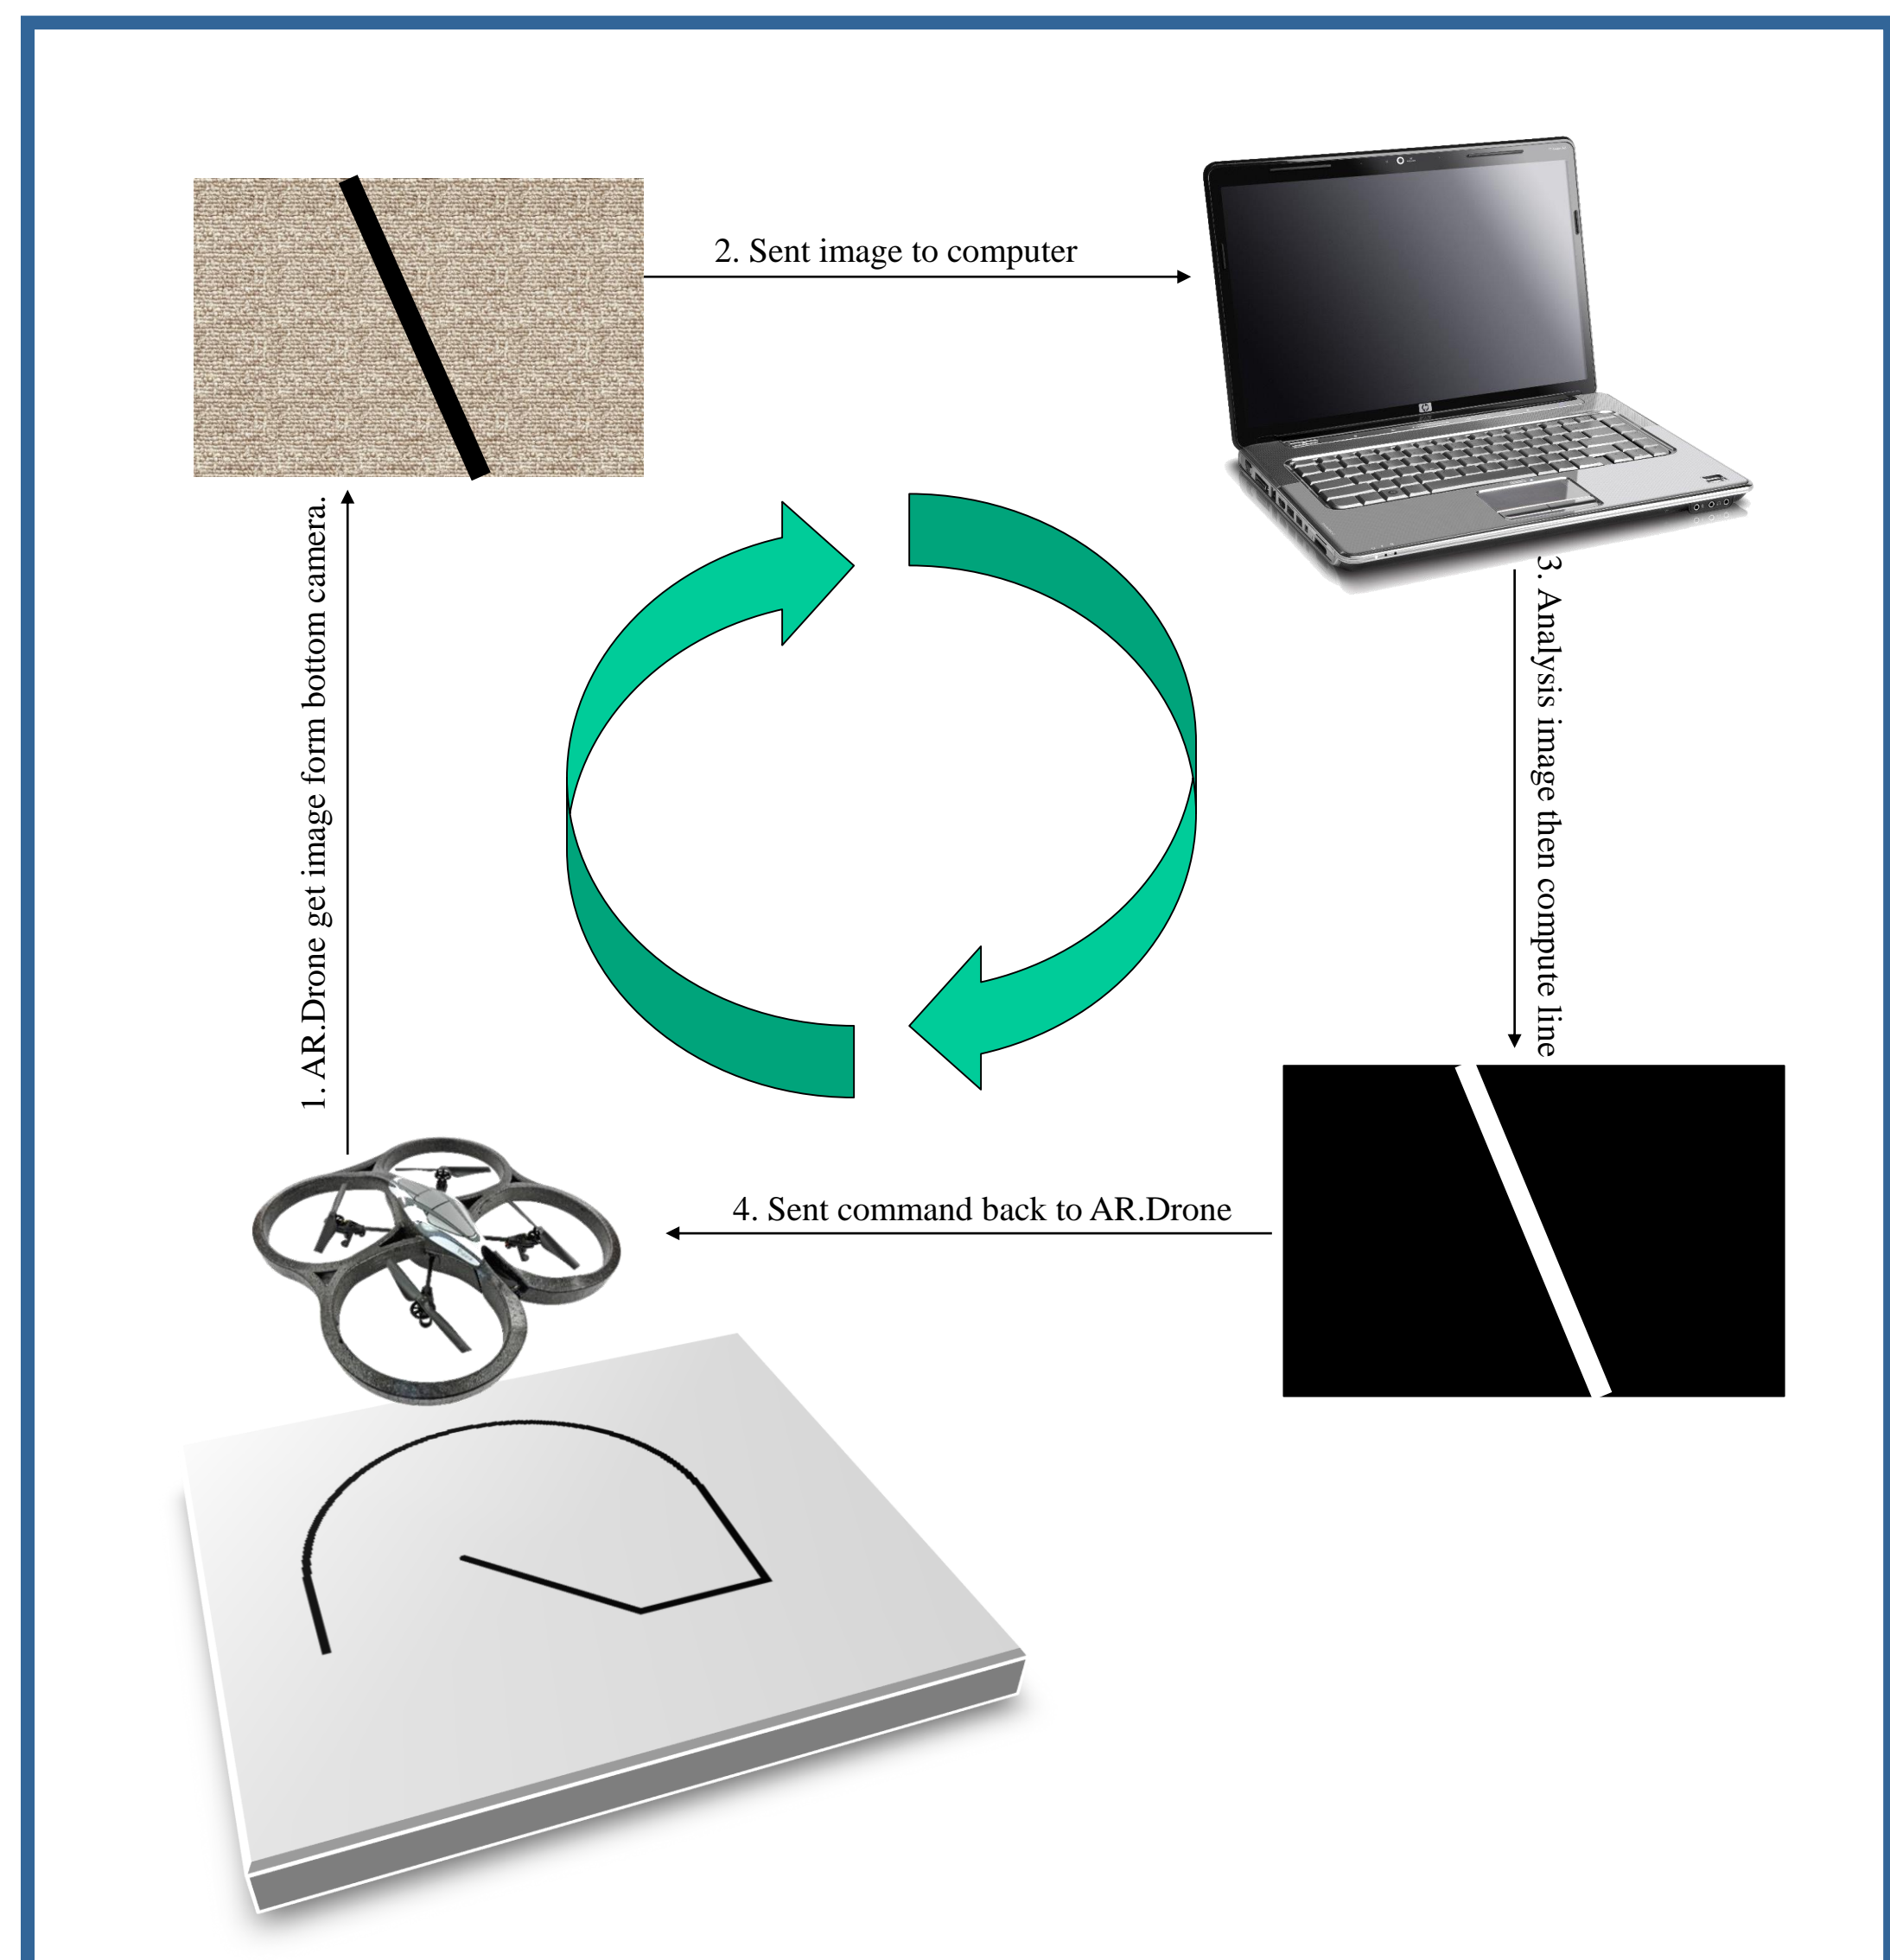 1. AR.Drone get image form bottom camera.
2. Sent image to computer
3. Analysis image then compute line
4. Sent command back to AR.Drone